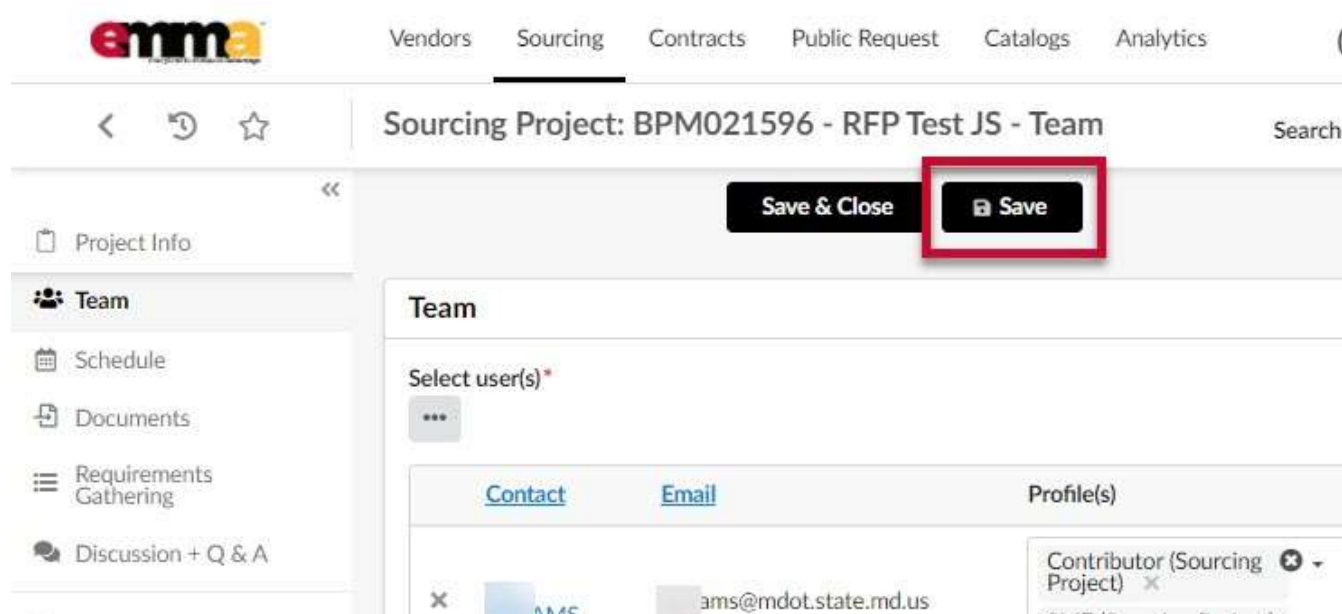 emma
Vendors Sourcing Contracts Public Request Catalogs Analytics
Sourcing Project: BPM021596 - RFP Test JS - Team
Search
Save & Close
Save
Project Info
Team
Schedule
Documents
Requirements
Gathering
Discussion + Q & A
Team
Select user(s)*
Contact Email Profile(s)
Contributor (Sourcing
Project)
ams@mdot.state.md.us